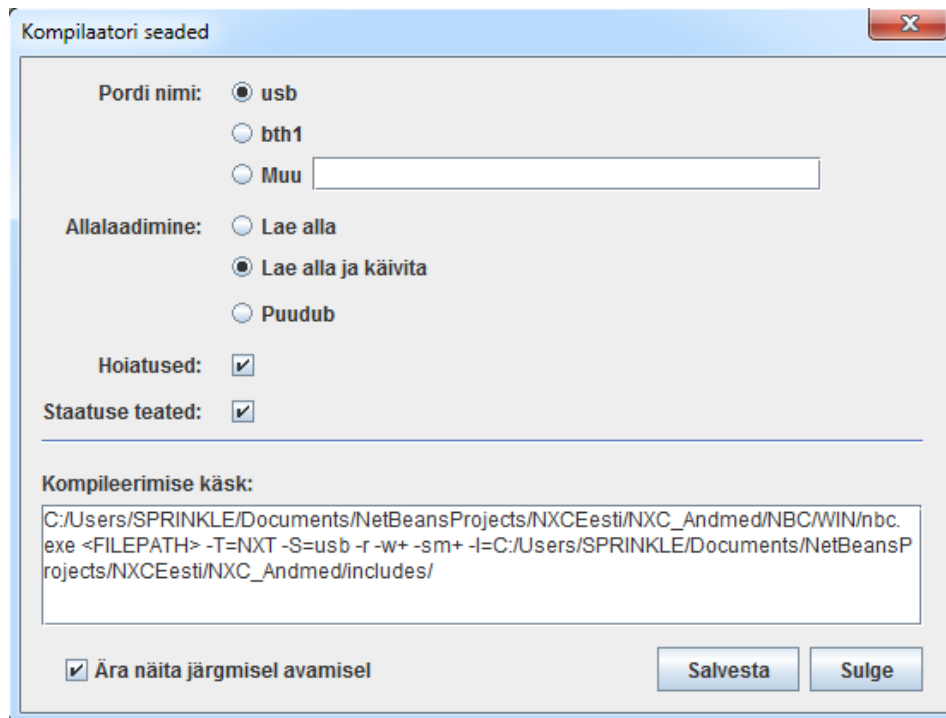 Kompilaatori seaded
Pordi nimi: usb
bth1
Muu
Allalaadimine: Lae alla
Lae alla ja käivita
Puudub
Hoiatused:
Staatuse teated:
Kompileerimise käsk:
C:/Users/SPRINKLE/Documents/NetBeansProjects/NXCEesti/NXC_Andmed/NBC/WIN/nbc.
exe <FILEPATH> -T=NXT -S=usb -r -w+ -sm+ -I=C:/Users/SPRINKLE/Documents/NetBeansP
rojects/NXCEesti/NXC_Andmed/includes/
Ära näita järgmisel avamisel
Salvesta
Sulge